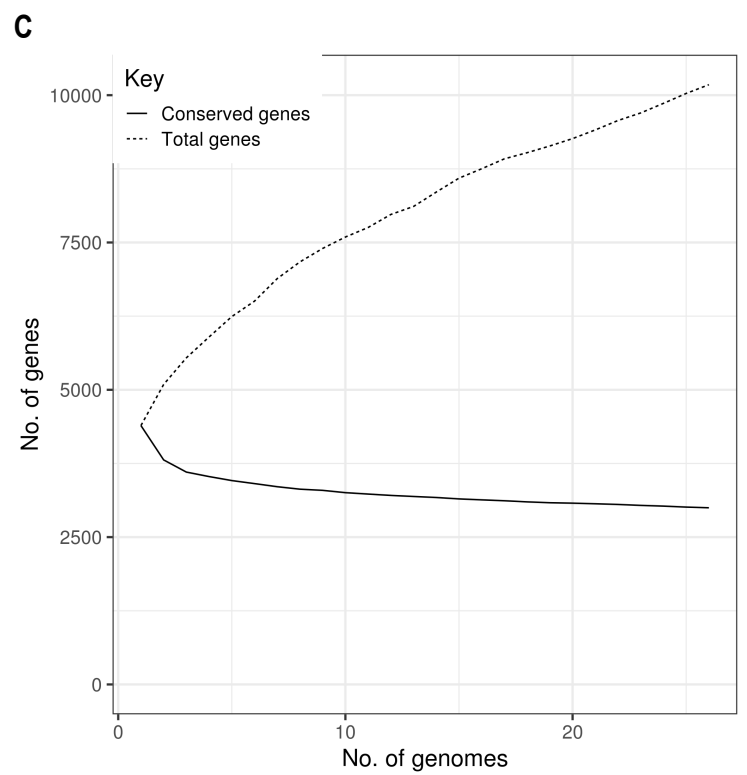 C
Key
Conserved genes
Total genes
10000
7500
5000
2500
0
No. of genes
0 10 20
No. of genomes